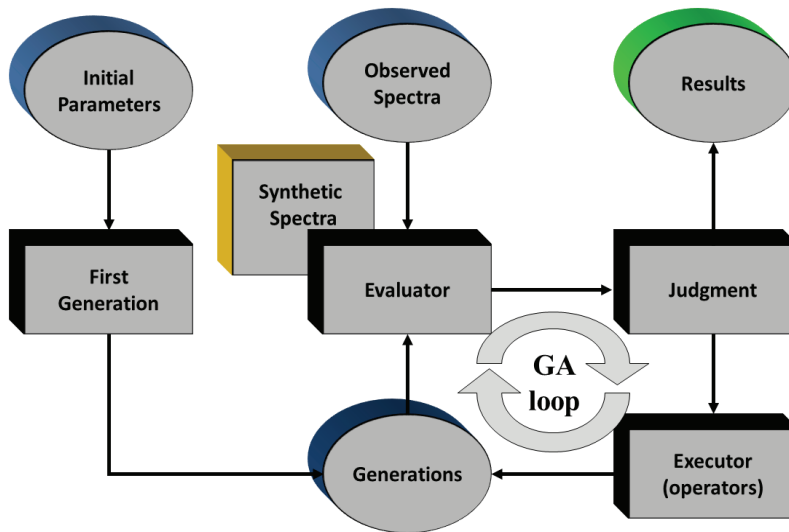 Initial
Parameters
Observed
Spectra
Results
Synthetic
Spectra
First
Generation
Evaluator
Judgment
GA
loop
Generations
Executor
(operators)